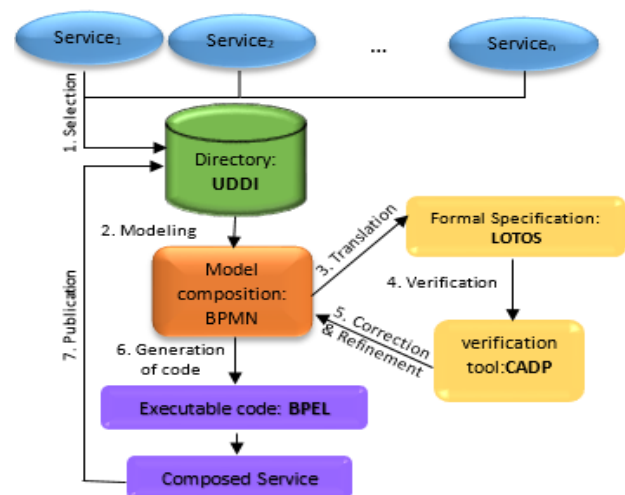 Service₁
Service₂
...
Serviceₙ
1. Selection
Directory:
UDDI
2. Modeling
3. Translation
Formal Specification:
LOTOS
Model
composition:
BPMN
4. Verification
5. Correction
& Refinement
verification
tool:CADP
6. Generation
of code
7. Publication
Executable code: BPEL
Composed Service